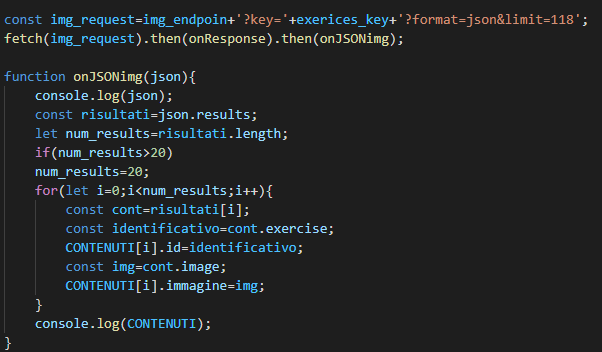 const img_request=img_endpoin+'?key='+exerices_key+'?format=json&limit=118';
fetch(img_request).then(onResponse).then(onJSONimg);
function onJSONimg(json){
console.log(json);
const risultati=json.results;
let num_results=risultati.length;
if(num_results>20)
num_results=20;
for(let i=0;i<num_results;i++){
const cont=risultati[i];
const identificativo=cont.exercise;
CONTENUTI[i].id=identificativo;
const img=cont.image;
CONTENUTI[i].immagine=img;
}
console.log(CONTENUTI);
}